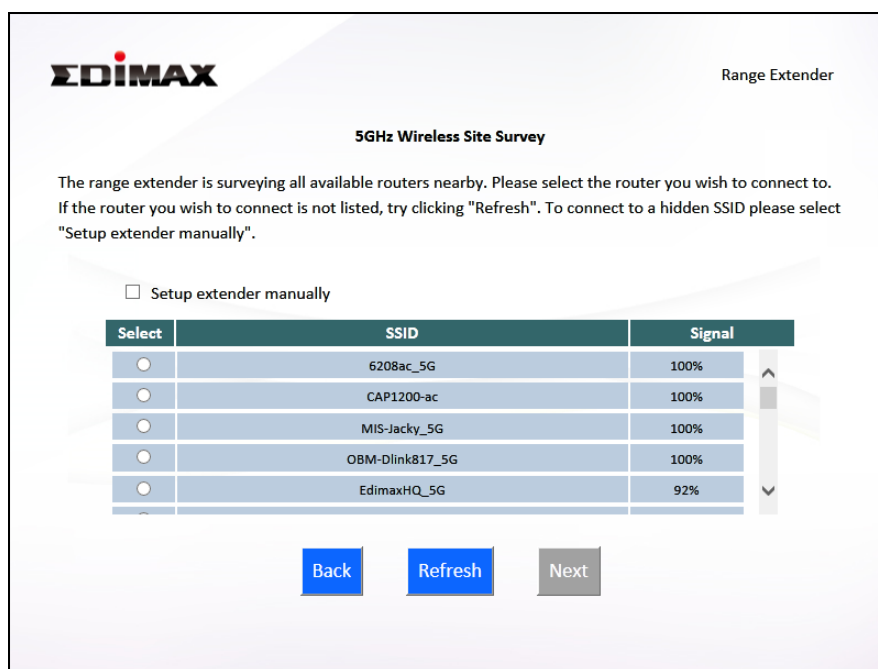 EDIMAX
Range Extender
5GHz Wireless Site Survey
The range extender is surveying all available routers nearby. Please select the router you wish to connect to.
If the router you wish to connect is not listed, try clicking "Refresh". To connect to a hidden SSID please select
"Setup extender manually".
Setup extender manually
Select SSID Signal
6208ac_5G 100%
CAP1200-ac 100%
MIS-Jacky_5G 100%
OBM-Dlink817_5G 100%
EdimaxHQ_5G 92%
Back Refresh Next